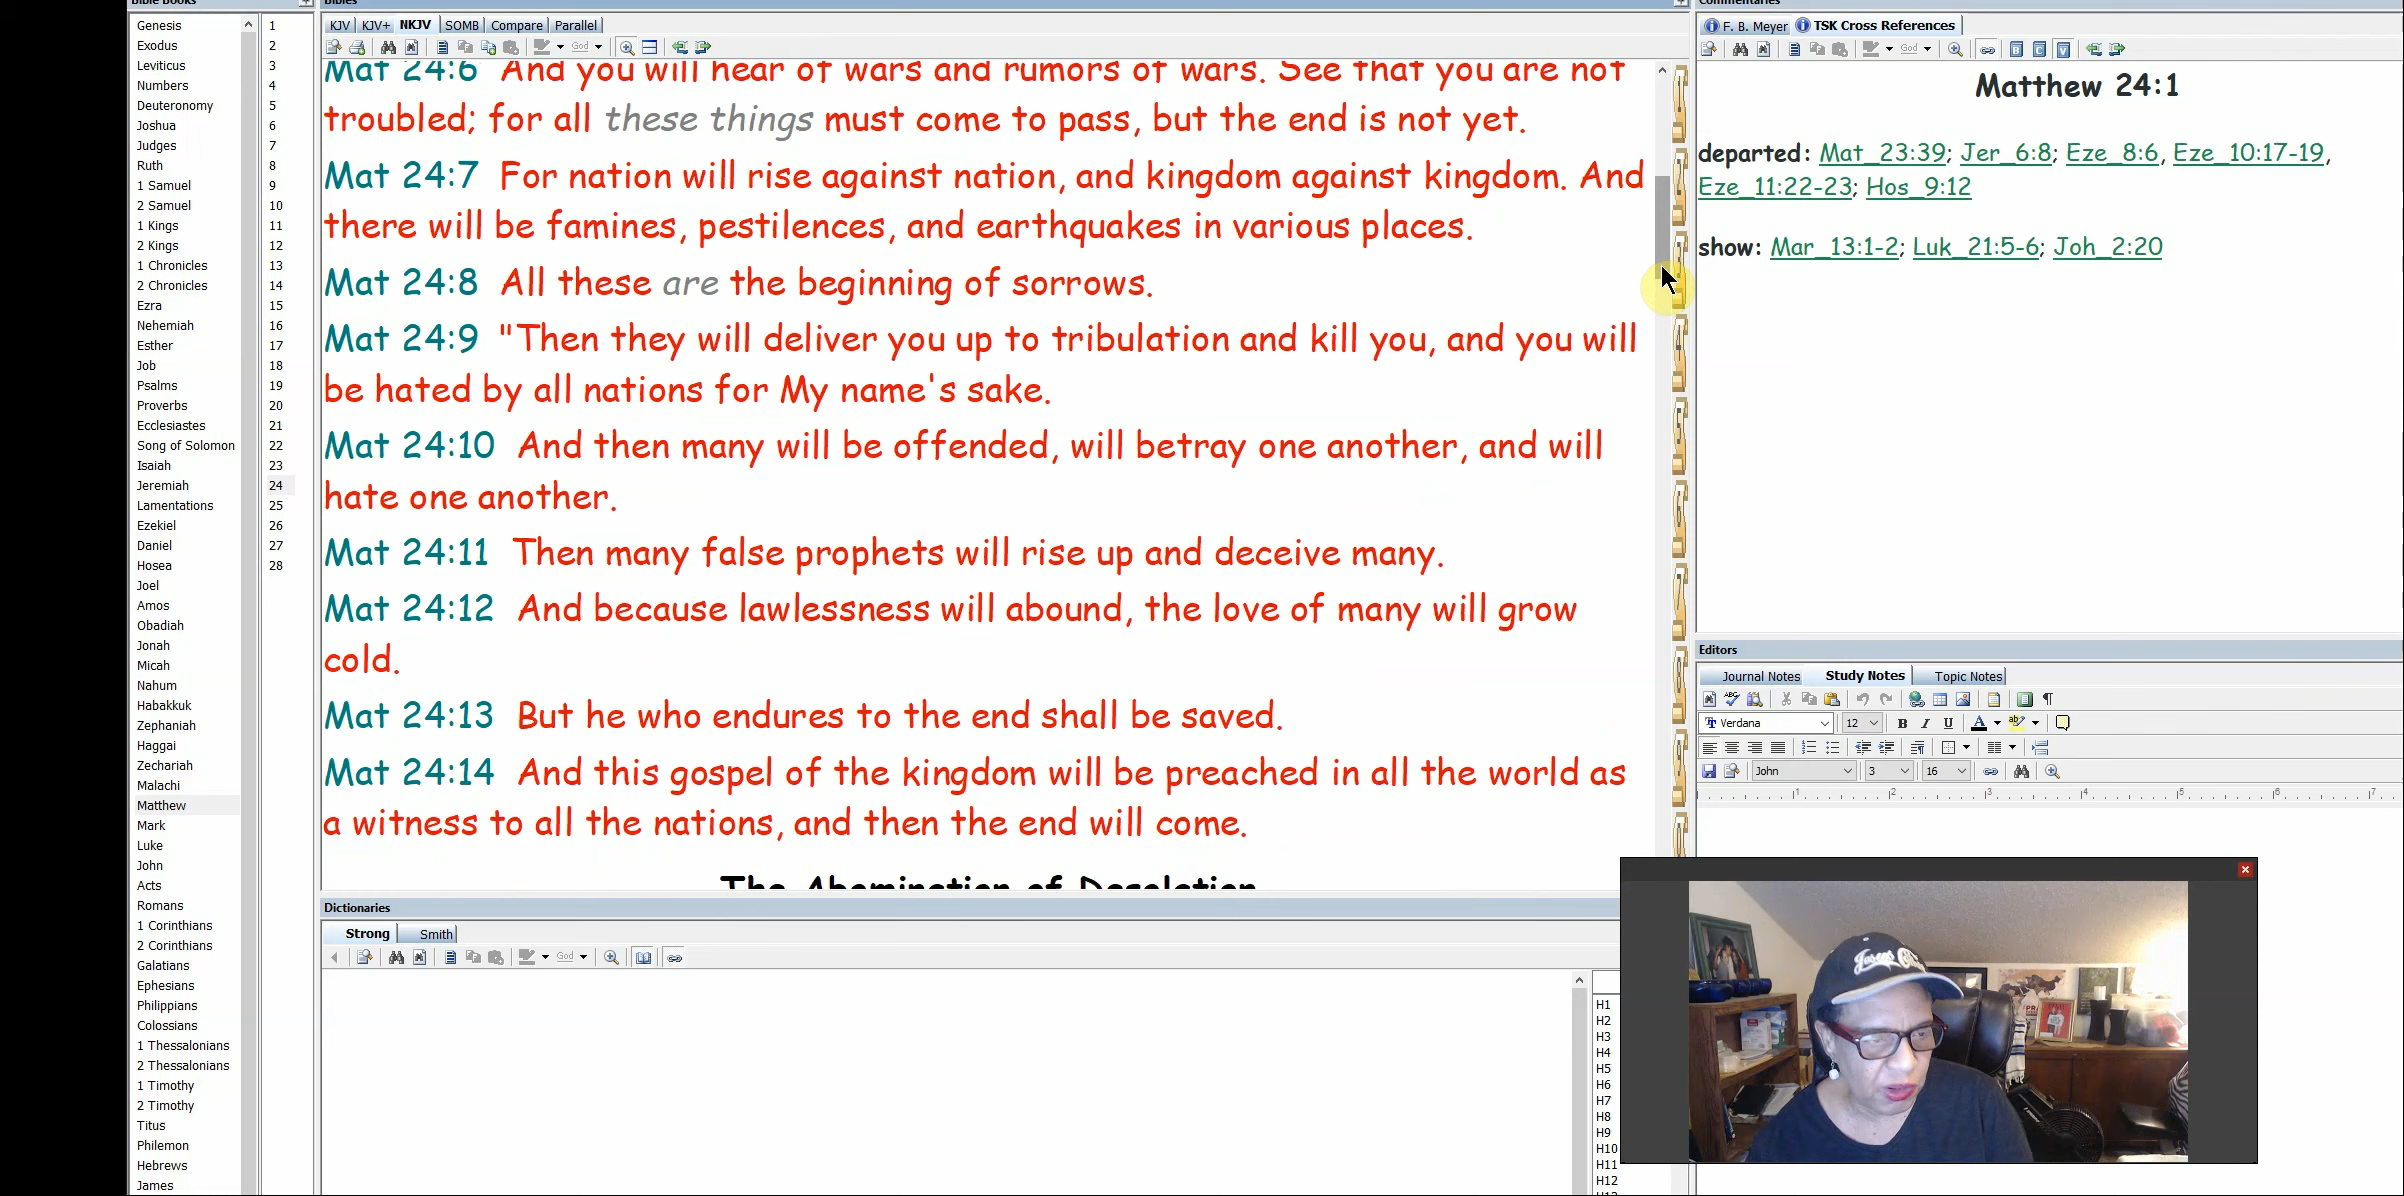 Bible Books
Genesis
Exodus
Leviticus
Numbers
Deuteronomy
Joshua
Judges
Ruth
1 Samuel
2 Samuel
1 Kings
2 Kings
1 Chronicles
2 Chronicles
Ezra
Nehemiah
Esther
Job
Psalms
Proverbs
Ecclesiastes
Song of Solomon
Isaiah
Jeremiah
Lamentations
Ezekiel
Daniel
Hosea
Joel
Amos
Obadiah
Jonah
Micah
Nahum
Habakkuk
Zephaniah
Haggai
Zechariah
Malachi
Matthew
Mark
Luke
John
Acts
Romans
1 Corinthians
2 Corinthians
Galatians
Ephesians
Philippians
Colossians
1 Thessalonians
2 Thessalonians
1 Timothy
2 Timothy
Titus
Philemon
Hebrews
James
1
2
3
4
5
6
7
8
9
10
11
12
13
14
15
16
17
18
19
20
21
22
23
24
25
26
27
28
Bibles
KJV KJV+ NKJV SOMB Compare Parallel
God
Mat 24:6 And you will hear of wars and rumors of wars. See that you are not
troubled; for all these things must come to pass, but the end is not yet.
Mat 24:7 For nation will rise against nation, and kingdom against kingdom. And
there will be famines, pestilences, and earthquakes in various places.
Mat 24:8 All these are the beginning of sorrows.
Mat 24:9 "Then they will deliver you up to tribulation and kill you, and you will
be hated by all nations for My name's sake.
Mat 24:10 And then many will be offended, will betray one another, and will
hate one another.
Mat 24:11 Then many false prophets will rise up and deceive many.
Mat 24:12 And because lawlessness will abound, the love of many will grow
cold.
Mat 24:13 But he who endures to the end shall be saved.
Mat 24:14 And this gospel of the kingdom will be preached in all the world as
a witness to all the nations, and then the end will come.
The Abomination of Desolation
Dictionaries
Strong Smith
God
H1
H2
H3
H4
H5
H6
H7
H8
H9
H10
H11
H12
Commentaries
F. B. Meyer TSK Cross References
God
B C V
Matthew 24:1
departed: Mat_23:39; Jer_6:8; Eze_8:6, Eze_10:17-19,
Eze_11:22-23; Hos_9:12
show: Mar_13:1-2; Luk_21:5-6; Joh_2:20
Editors
Journal Notes Study Notes Topic Notes
Verdana 12 B I U A ab
John 3 16
1 2 3 4 5 6 7
Jesus